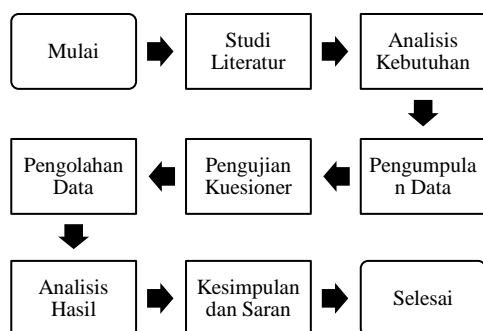 Mulai
Studi
Literatur
Analisis
Kebutuhan
Pengumpula
n Data
Pengujian
Kuesioner
Pengolahan
Data
Analisis
Hasil
Kesimpulan
dan Saran
Selesai